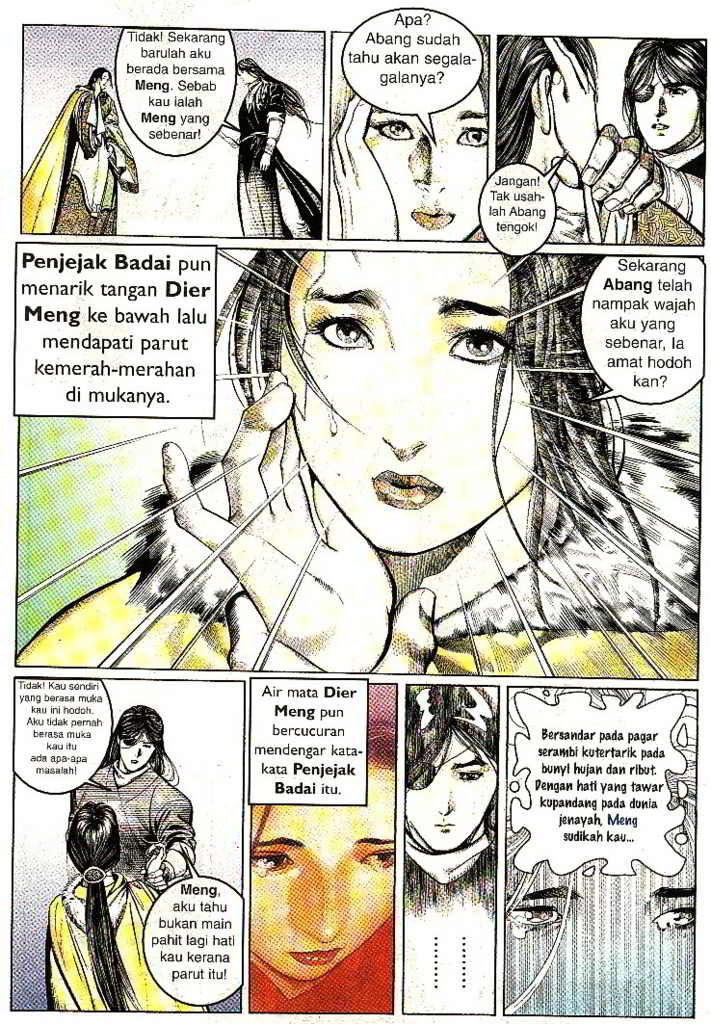 Tidak! Sekarang
barulah aku
berada bersama
Meng. Sebab
kau ialah
Meng yang
sebenar!
Apa?
Abang sudah
tahu akan segala-
galanya?
Jangan!
Tak usah-
lah Abang
tengok!
Penjejak Badai pun
menarik tangan Dier
Meng ke bawah lalu
mendapati parut
kemerah-merahan
di mukanya.
Sekarang
Abang telah
nampak wajah
aku yang
sebenar, Ia
amat hodoh
kan?
Tidak! Kau sendiri
yang berasa muka
kau ini hodoh.
Aku tidak pernah
berasa muka
kau itu
ada apa-apa
masalah!
Meng,
aku tahu
bukan main
pahit lagi hati
kau kerana
parut itu!
Air mata Dier
Meng pun
bercucuran
mendengar kata-
kata Penjejak
Badai itu.
Bersandar pada pagar
serambi kutertarik pada
bunyi hujan dan ribut.
Dengan hati yang tawar
kupandang pada dunia
jenayah, Meng
sudikah kau...